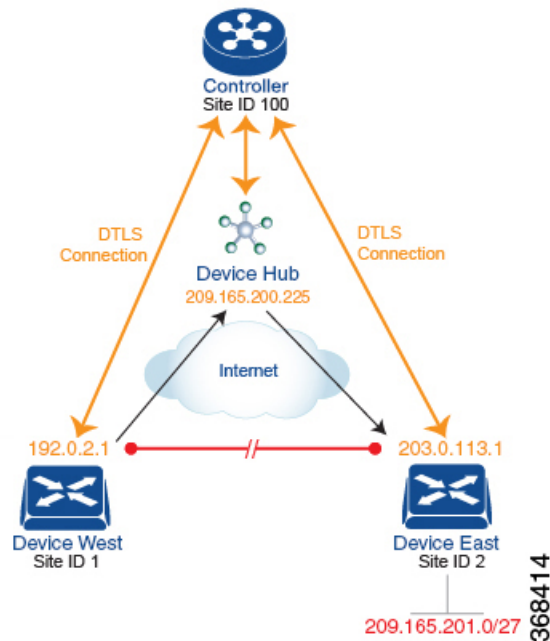 Controller
Site ID 100
DTLS
Connection
DTLS
Connection
Device Hub
209.165.200.225
Internet
192.0.2.1
203.0.113.1
Device West
Site ID 1
Device East
Site ID 2
209.165.201.0/27
368414